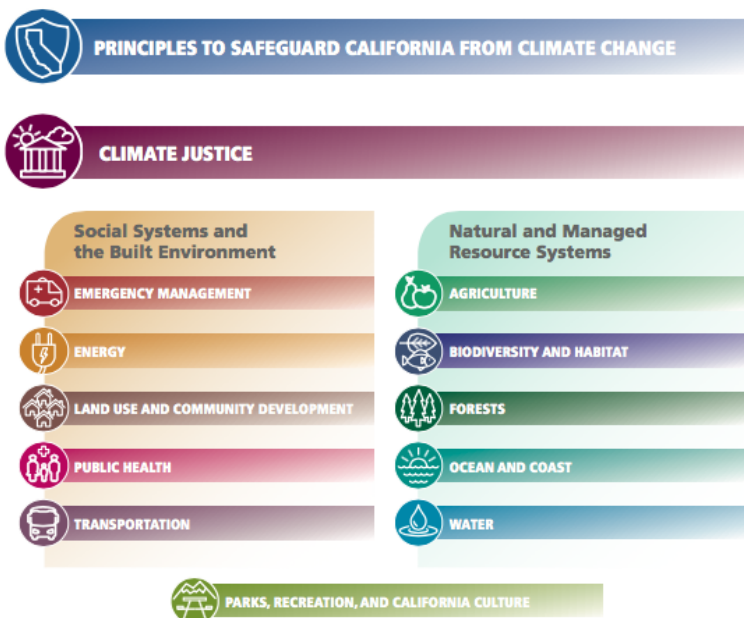 PRINCIPLES TO SAFEGUARD CALIFORNIA FROM CLIMATE CHANGE
CLIMATE JUSTICE
Social Systems and
the Built Environment
EMERGENCY MANAGEMENT
ENERGY
LAND USE AND COMMUNITY DEVELOPMENT
PUBLIC HEALTH
TRANSPORTATION
Natural and Managed
Resource Systems
AGRICULTURE
BIODIVERSITY AND HABITAT
FORESTS
OCEAN AND COAST
WATER
PARKS, RECREATION, AND CALIFORNIA CULTURE